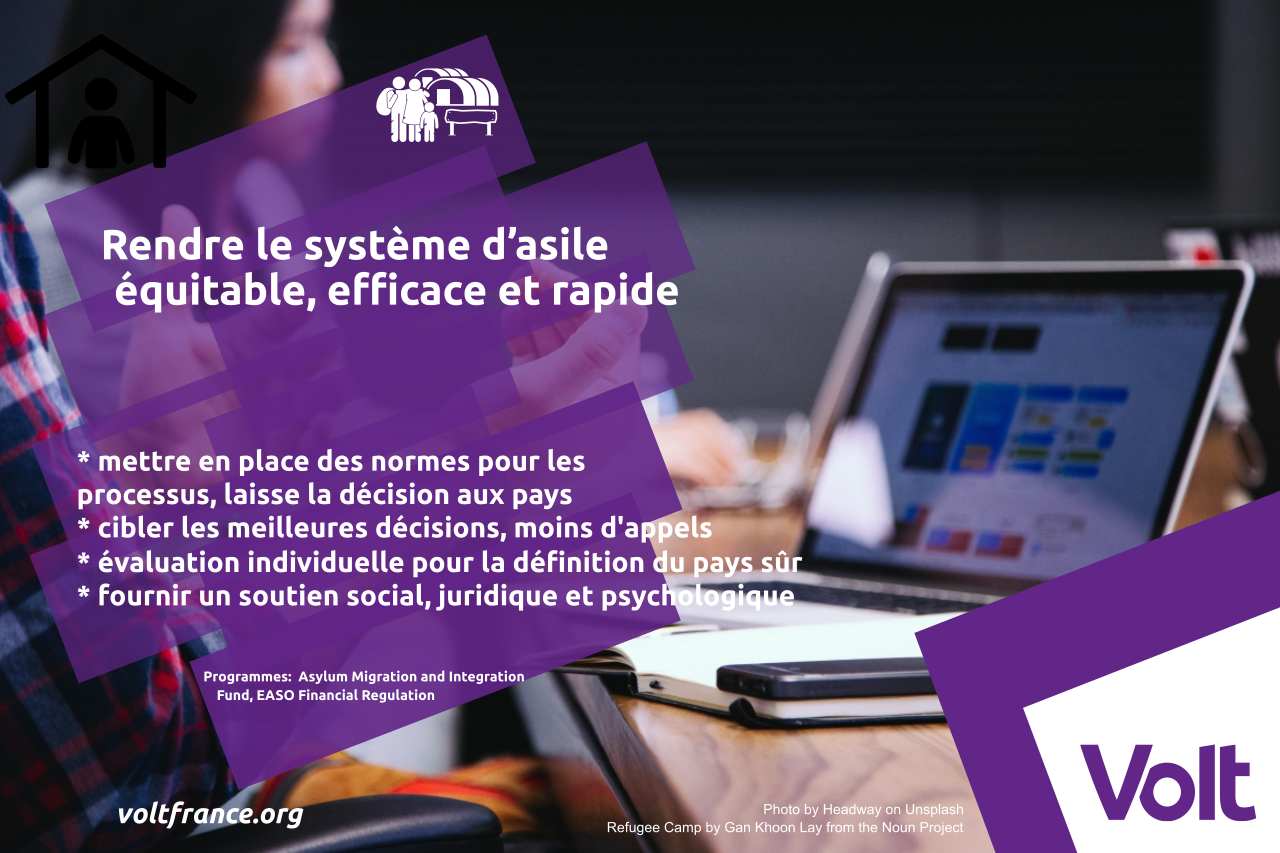 Rendre le système d’asile
équitable, efficace et rapide
* mettre en place des normes pour les
processus, laisse la décision aux pays
* cibler les meilleures décisions, moins d'appels
* évaluation individuelle pour la définition du pays sûr
* fournir un soutien social, juridique et psychologique
Programmes: Asylum Migration and Integration
Fund, EASO Financial Regulation
voltfrance.org
Photo by Headway on Unsplash
Refugee Camp by Gan Khoon Lay from the Noun Project
Volt